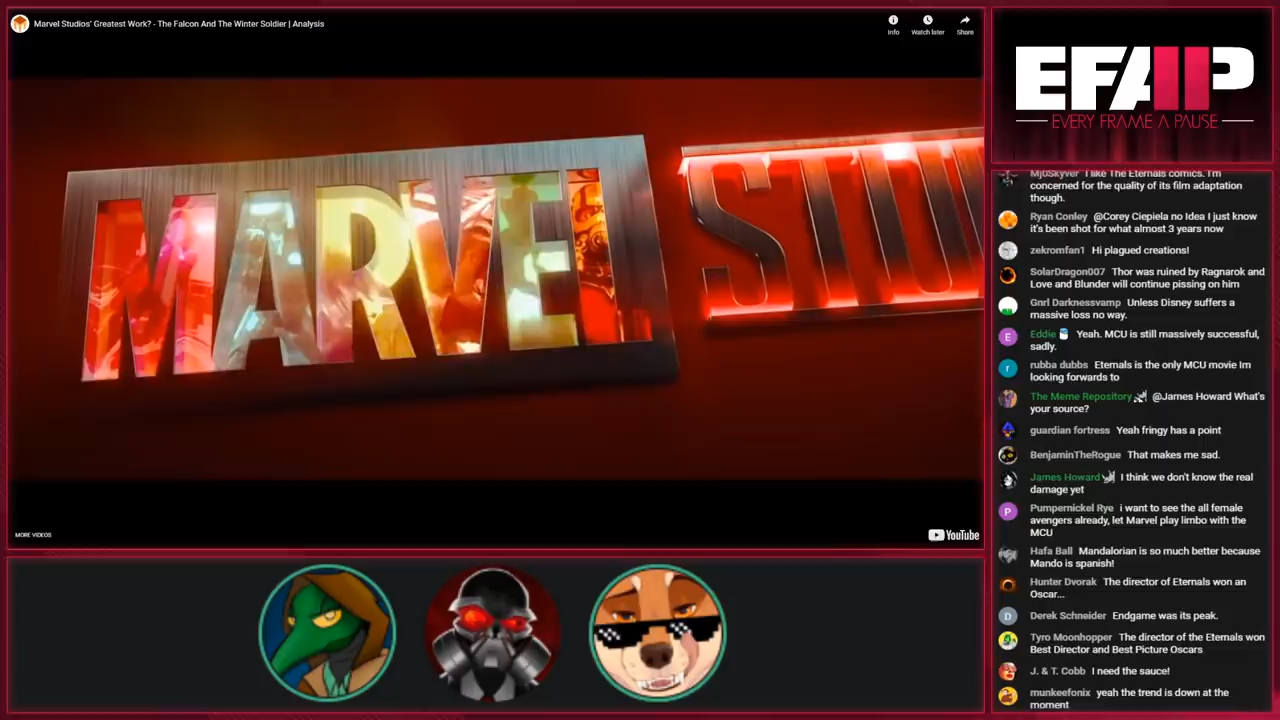 Marvel Studios' Greatest Work? - The Falcon And The Winter Soldier | Analysis
Info
Watch later
Share
MARVEL
STU
MORE VIDEOS
YouTube
EFAP
EVERY FRAME A PAUSE
MjoSkyver I like The Eternals comics. I'm
concerned for the quality of its film adaptation
though.
Ryan Conley @Corey Ciepiela no Idea I just know
it's been shot for what almost 3 years now
zekromfan1 Hi plagued creations!
SolarDragon007 Thor was ruined by Ragnarok and
Love and Blunder will continue pissing on him
Gnrl Darknessvamp Unless Disney suffers a
massive loss no way.
E
Eddie Yeah. MCU is still massively successful,
sadly.
r
rubba dubbs Eternals is the only MCU movie Im
looking forwards to
The Meme Repository @James Howard What's
your source?
guardian fortress Yeah fringy has a point
BenjaminTheRogue That makes me sad.
James Howard I think we don't know the real
damage yet
P
Pumpernickel Rye i want to see the all female
avengers already, let Marvel play limbo with the
MCU
Hafa Ball Mandalorian is so much better because
Mando is spanish!
Hunter Dvorak The director of Eternals won an
Oscar...
D
Derek Schneider Endgame was its peak.
Tyro Moonhopper The director of the Eternals won
Best Director and Best Picture Oscars
J. & T. Cobb I need the sauce!
munkeefonix yeah the trend is down at the
moment